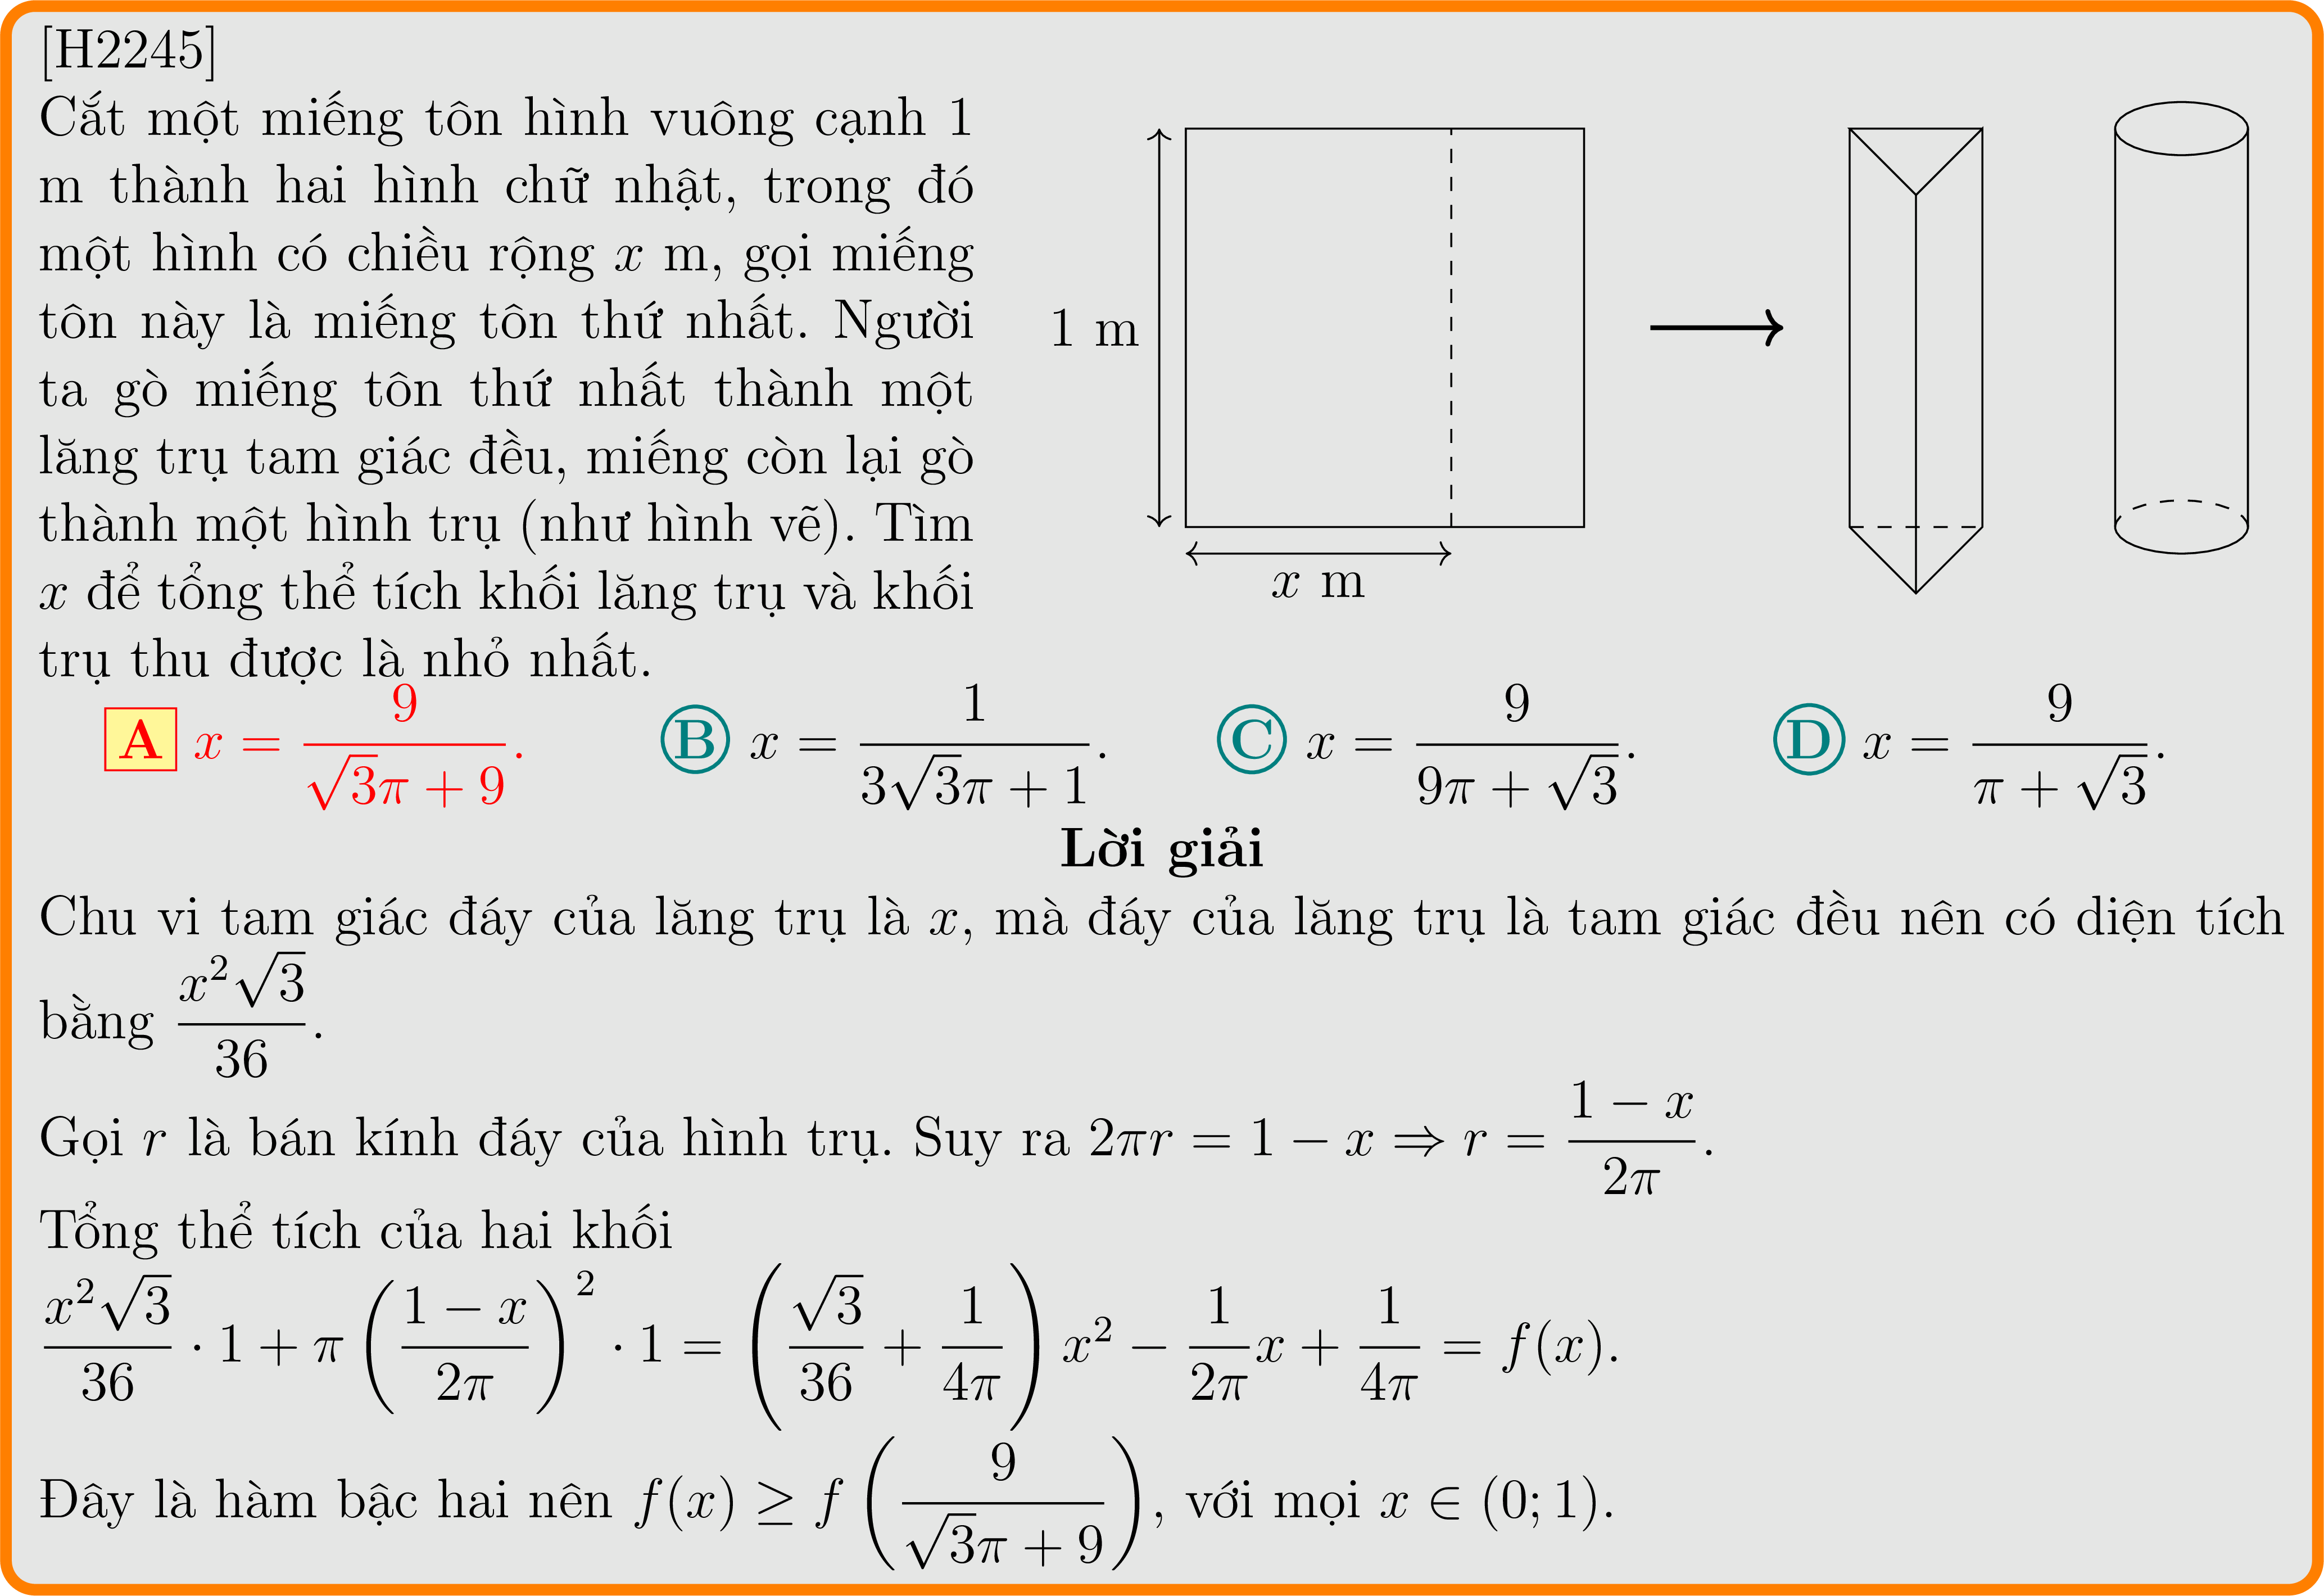 [H2245]
Cắt một miếng tôn hình vuông cạnh 1
m thành hai hình chữ nhật, trong đó
một hình có chiều rộng x m, gọi miếng
tôn này là miếng tôn thứ nhất. Người
ta gò miếng tôn thứ nhất thành một
lăng trụ tam giác đều, miếng còn lại gò
thành một hình trụ (như hình vẽ). Tìm
x để tổng thể tích khối lăng trụ và khối
trụ thu được là nhỏ nhất.
1 m
x m
A x = \frac{9}{\sqrt{3}\pi + 9}. B x = \frac{1}{3\sqrt{3}\pi + 1}. C x = \frac{9}{9\pi + \sqrt{3}}. D x = \frac{9}{\pi + \sqrt{3}}.
Lời giải
Chu vi tam giác đáy của lăng trụ là x, mà đáy của lăng trụ là tam giác đều nên có diện tích
bằng \frac{x^2\sqrt{3}}{36}.
Gọi r là bán kính đáy của hình trụ. Suy ra 2\pi r = 1 − x ⇒ r = \frac{1 − x}{2\pi}.
Tổng thể tích của hai khối
\frac{x^2\sqrt{3}}{36} · 1 + \pi \left(\frac{1 − x}{2\pi}\right)^2 · 1 = \left(\frac{\sqrt{3}}{36} + \frac{1}{4\pi}\right) x^2 − \frac{1}{2\pi}x + \frac{1}{4\pi} = f(x).
Đây là hàm bậc hai nên f(x) ≥ f\left(\frac{9}{\sqrt{3}\pi + 9}\right), với mọi x ∈ (0; 1).